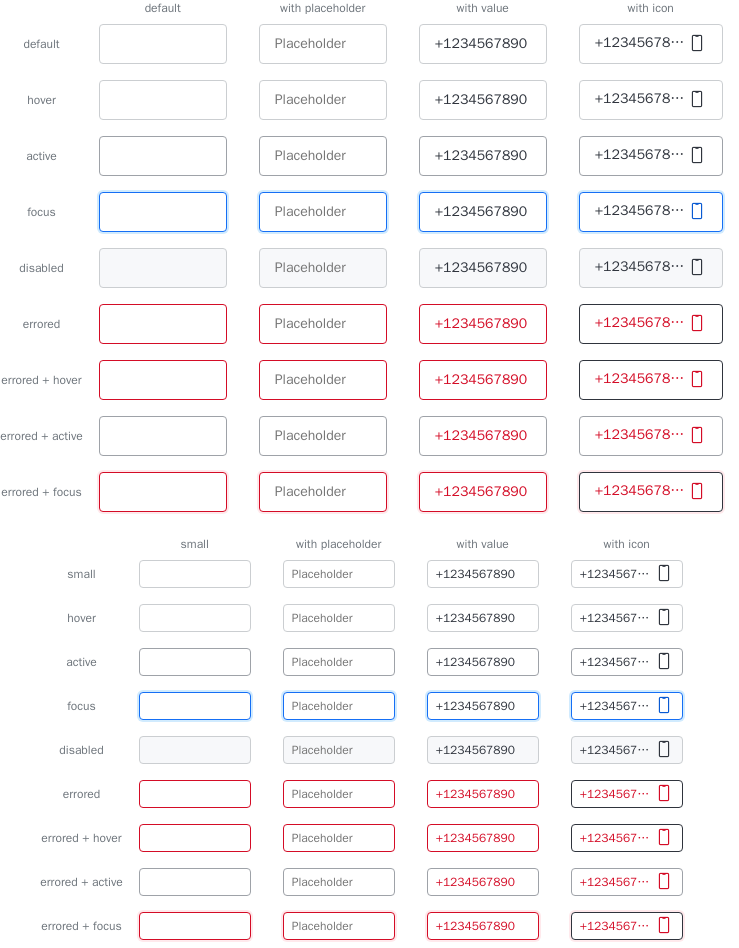 default with placeholder with value with icon
default Placeholder +1234567890 +12345678···
hover Placeholder +1234567890 +12345678···
active Placeholder +1234567890 +12345678···
focus Placeholder +1234567890 +12345678···
disabled Placeholder +1234567890 +12345678···
errored Placeholder +1234567890 +12345678···
errored + hover Placeholder +1234567890 +12345678···
errored + active Placeholder +1234567890 +12345678···
errored + focus Placeholder +1234567890 +12345678···
small with placeholder with value with icon
small Placeholder +1234567890 +1234567···
hover Placeholder +1234567890 +1234567···
active Placeholder +1234567890 +1234567···
focus Placeholder +1234567890 +1234567···
disabled Placeholder +1234567890 +1234567···
errored Placeholder +1234567890 +1234567···
errored + hover Placeholder +1234567890 +1234567···
errored + active Placeholder +1234567890 +1234567···
errored + focus Placeholder +1234567890 +1234567···